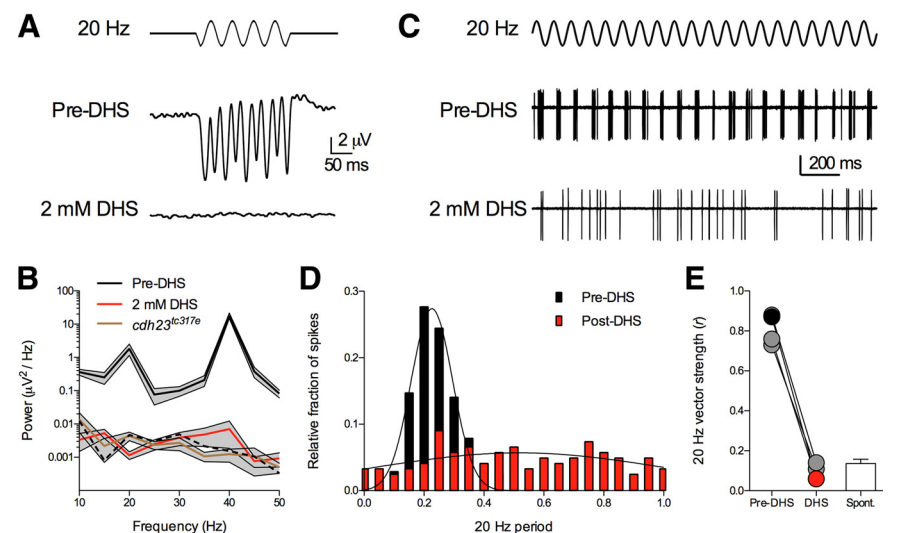 A
20 Hz
Pre-DHS
2 μV
50 ms
2 mM DHS
C
20 Hz
Pre-DHS
200 ms
2 mM DHS
B
Pre-DHS
2 mM DHS
cdh23tc317e
Power (μV2 / Hz)
100
10
1
0.1
0.01
0.001
10 20 30 40 50
Frequency (Hz)
D
Pre-DHS
Post-DHS
Relative fraction of spikes
0.3
0.2
0.1
0.0
0.0 0.2 0.4 0.6 0.8 1.0
20 Hz period
E
20 Hz vector strength (r)
1.0
0.8
0.6
0.4
0.2
0.0
Pre-DHS DHS Spont.